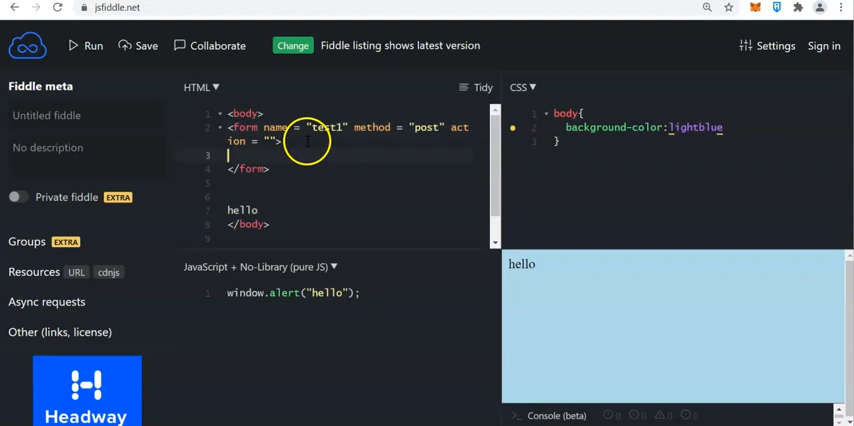 jsfiddle.net
Run Save Collaborate Change Fiddle listing shows latest version Settings Sign in
Fiddle meta
Untitled fiddle
No description
Private fiddle EXTRA
Groups EXTRA
Resources URL cdnjs
Async requests
Other (links, license)
Headway
HTML Tidy
1 <body>
2 <form name = "test1" method = "post" act
ion = "">
3
4 </form>
5
6
7 hello
8 </body>
9
CSS
1 body{
2 background-color:lightblue
3 }
JavaScript + No-Library (pure JS)
1 window.alert("hello");
hello
>_ Console (beta) 0 0 0 0